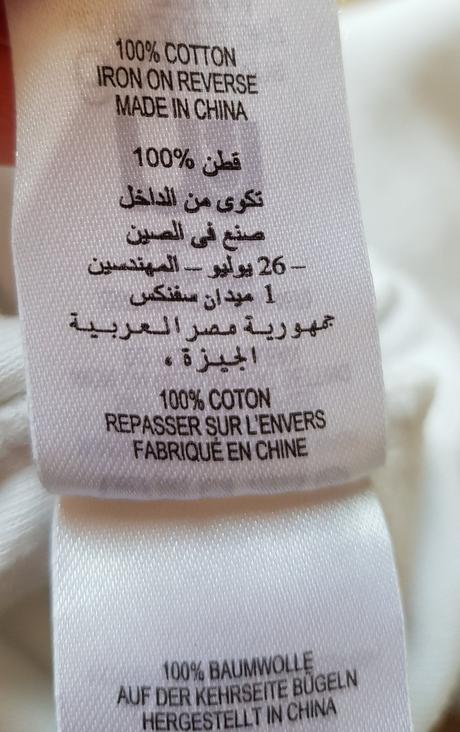 100% COTTON
IRON ON REVERSE
MADE IN CHINA
قطن %100
تكوى من الداخل
صنع فى الصين
– 26 يوليو – المهندسين
1 ميدان سفنكس
جمهورية مصر العربية
الجيزة ،
100% COTON
REPASSER SUR L'ENVERS
FABRIQUÉ EN CHINE
100% BAUMWOLLE
AUF DER KEHRSEITE BÜGELN
HERGESTELLT IN CHINA